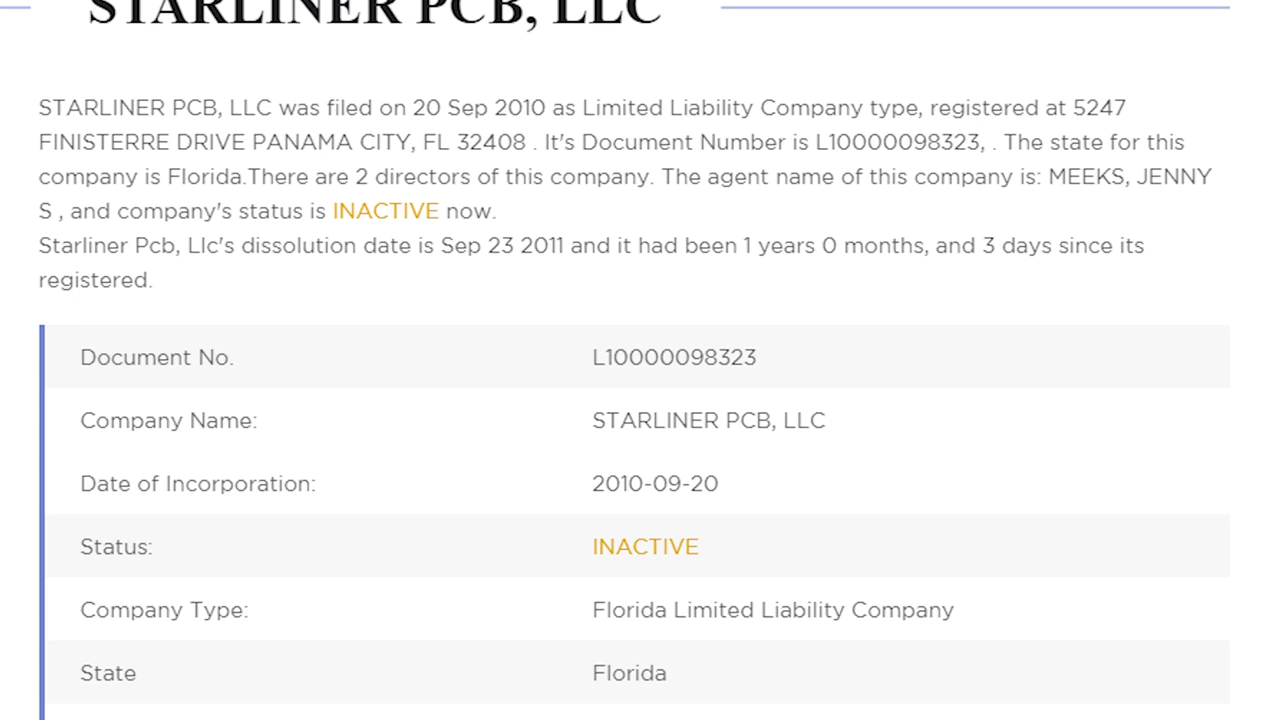 STARLINER PCB, LLC
STARLINER PCB, LLC was filed on 20 Sep 2010 as Limited Liability Company type, registered at 5247
FINISTERRE DRIVE PANAMA CITY, FL 32408 . It's Document Number is L10000098323, . The state for this
company is Florida.There are 2 directors of this company. The agent name of this company is: MEEKS, JENNY
S , and company's status is INACTIVE now.
Starliner Pcb, Llc's dissolution date is Sep 23 2011 and it had been 1 years 0 months, and 3 days since its
registered.
Document No. L10000098323
Company Name: STARLINER PCB, LLC
Date of Incorporation: 2010-09-20
Status: INACTIVE
Company Type: Florida Limited Liability Company
State Florida